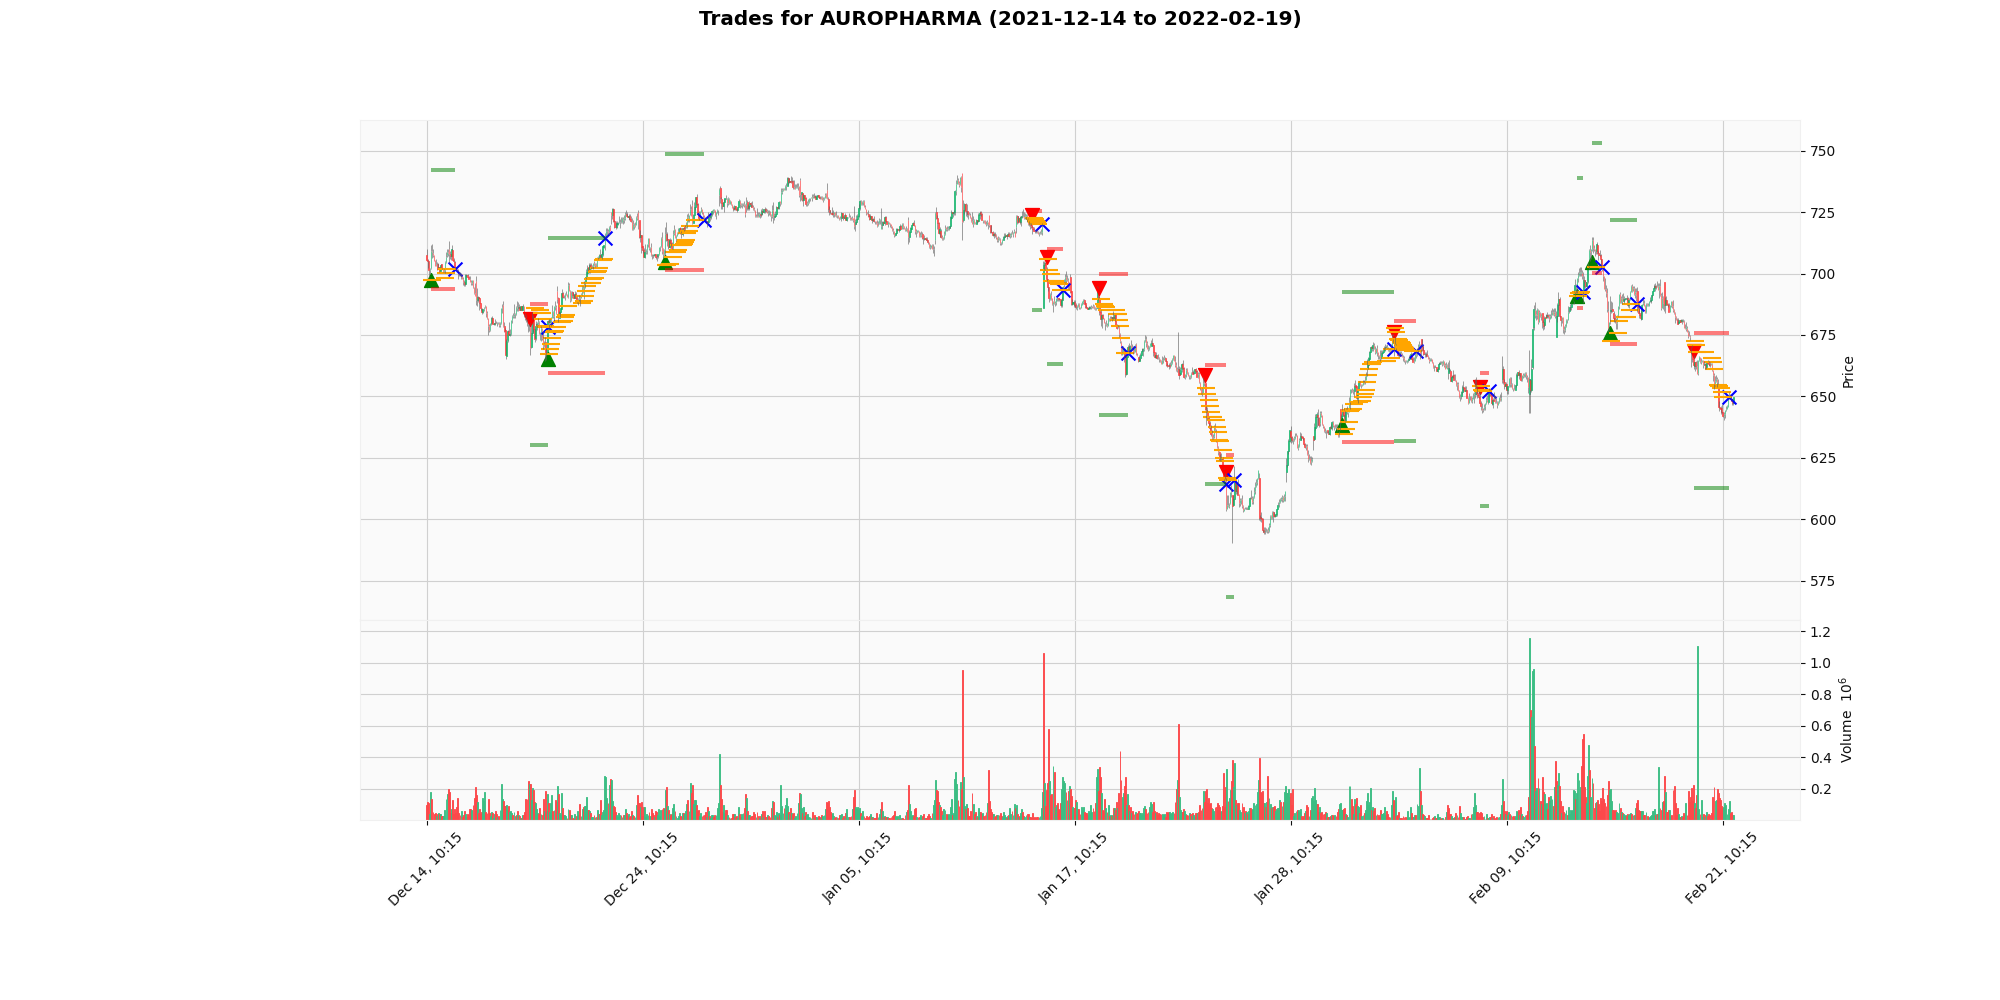 Trades for AUROPHARMA (2021-12-14 to 2022-02-19)
750
725
700
675
650
625
600
575
Price
1.2
1.0
0.8
0.6
0.4
0.2
Volume 10⁶
Dec 14, 10:15
Dec 24, 10:15
Jan 05, 10:15
Jan 17, 10:15
Jan 28, 10:15
Feb 09, 10:15
Feb 21, 10:15